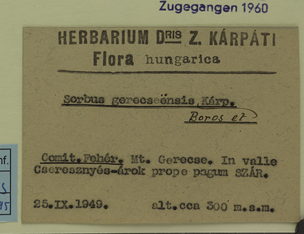 Zugegangen 1960
HERBARIUM DRIS Z. KÁRPÁTI
Flora hungarica
Sorbus gerecseënsis Kárp.
Boros et
Comit. Fehér. Mt. Gerecse. In valle
Cseresznyés-árok prope pagum SZÁR.
25.IX.1949. alt.cca 300 m.s.m.